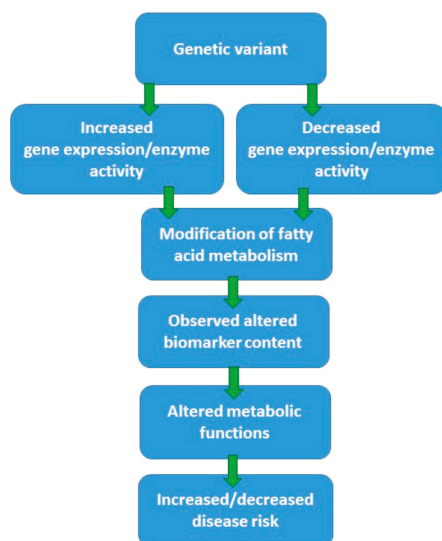 Genetic variant
Increased
gene expression/enzyme
activity
Decreased
gene expression/enzyme
activity
Modification of fatty
acid metabolism
Observed altered
biomarker content
Altered metabolic
functions
Increased/decreased
disease risk